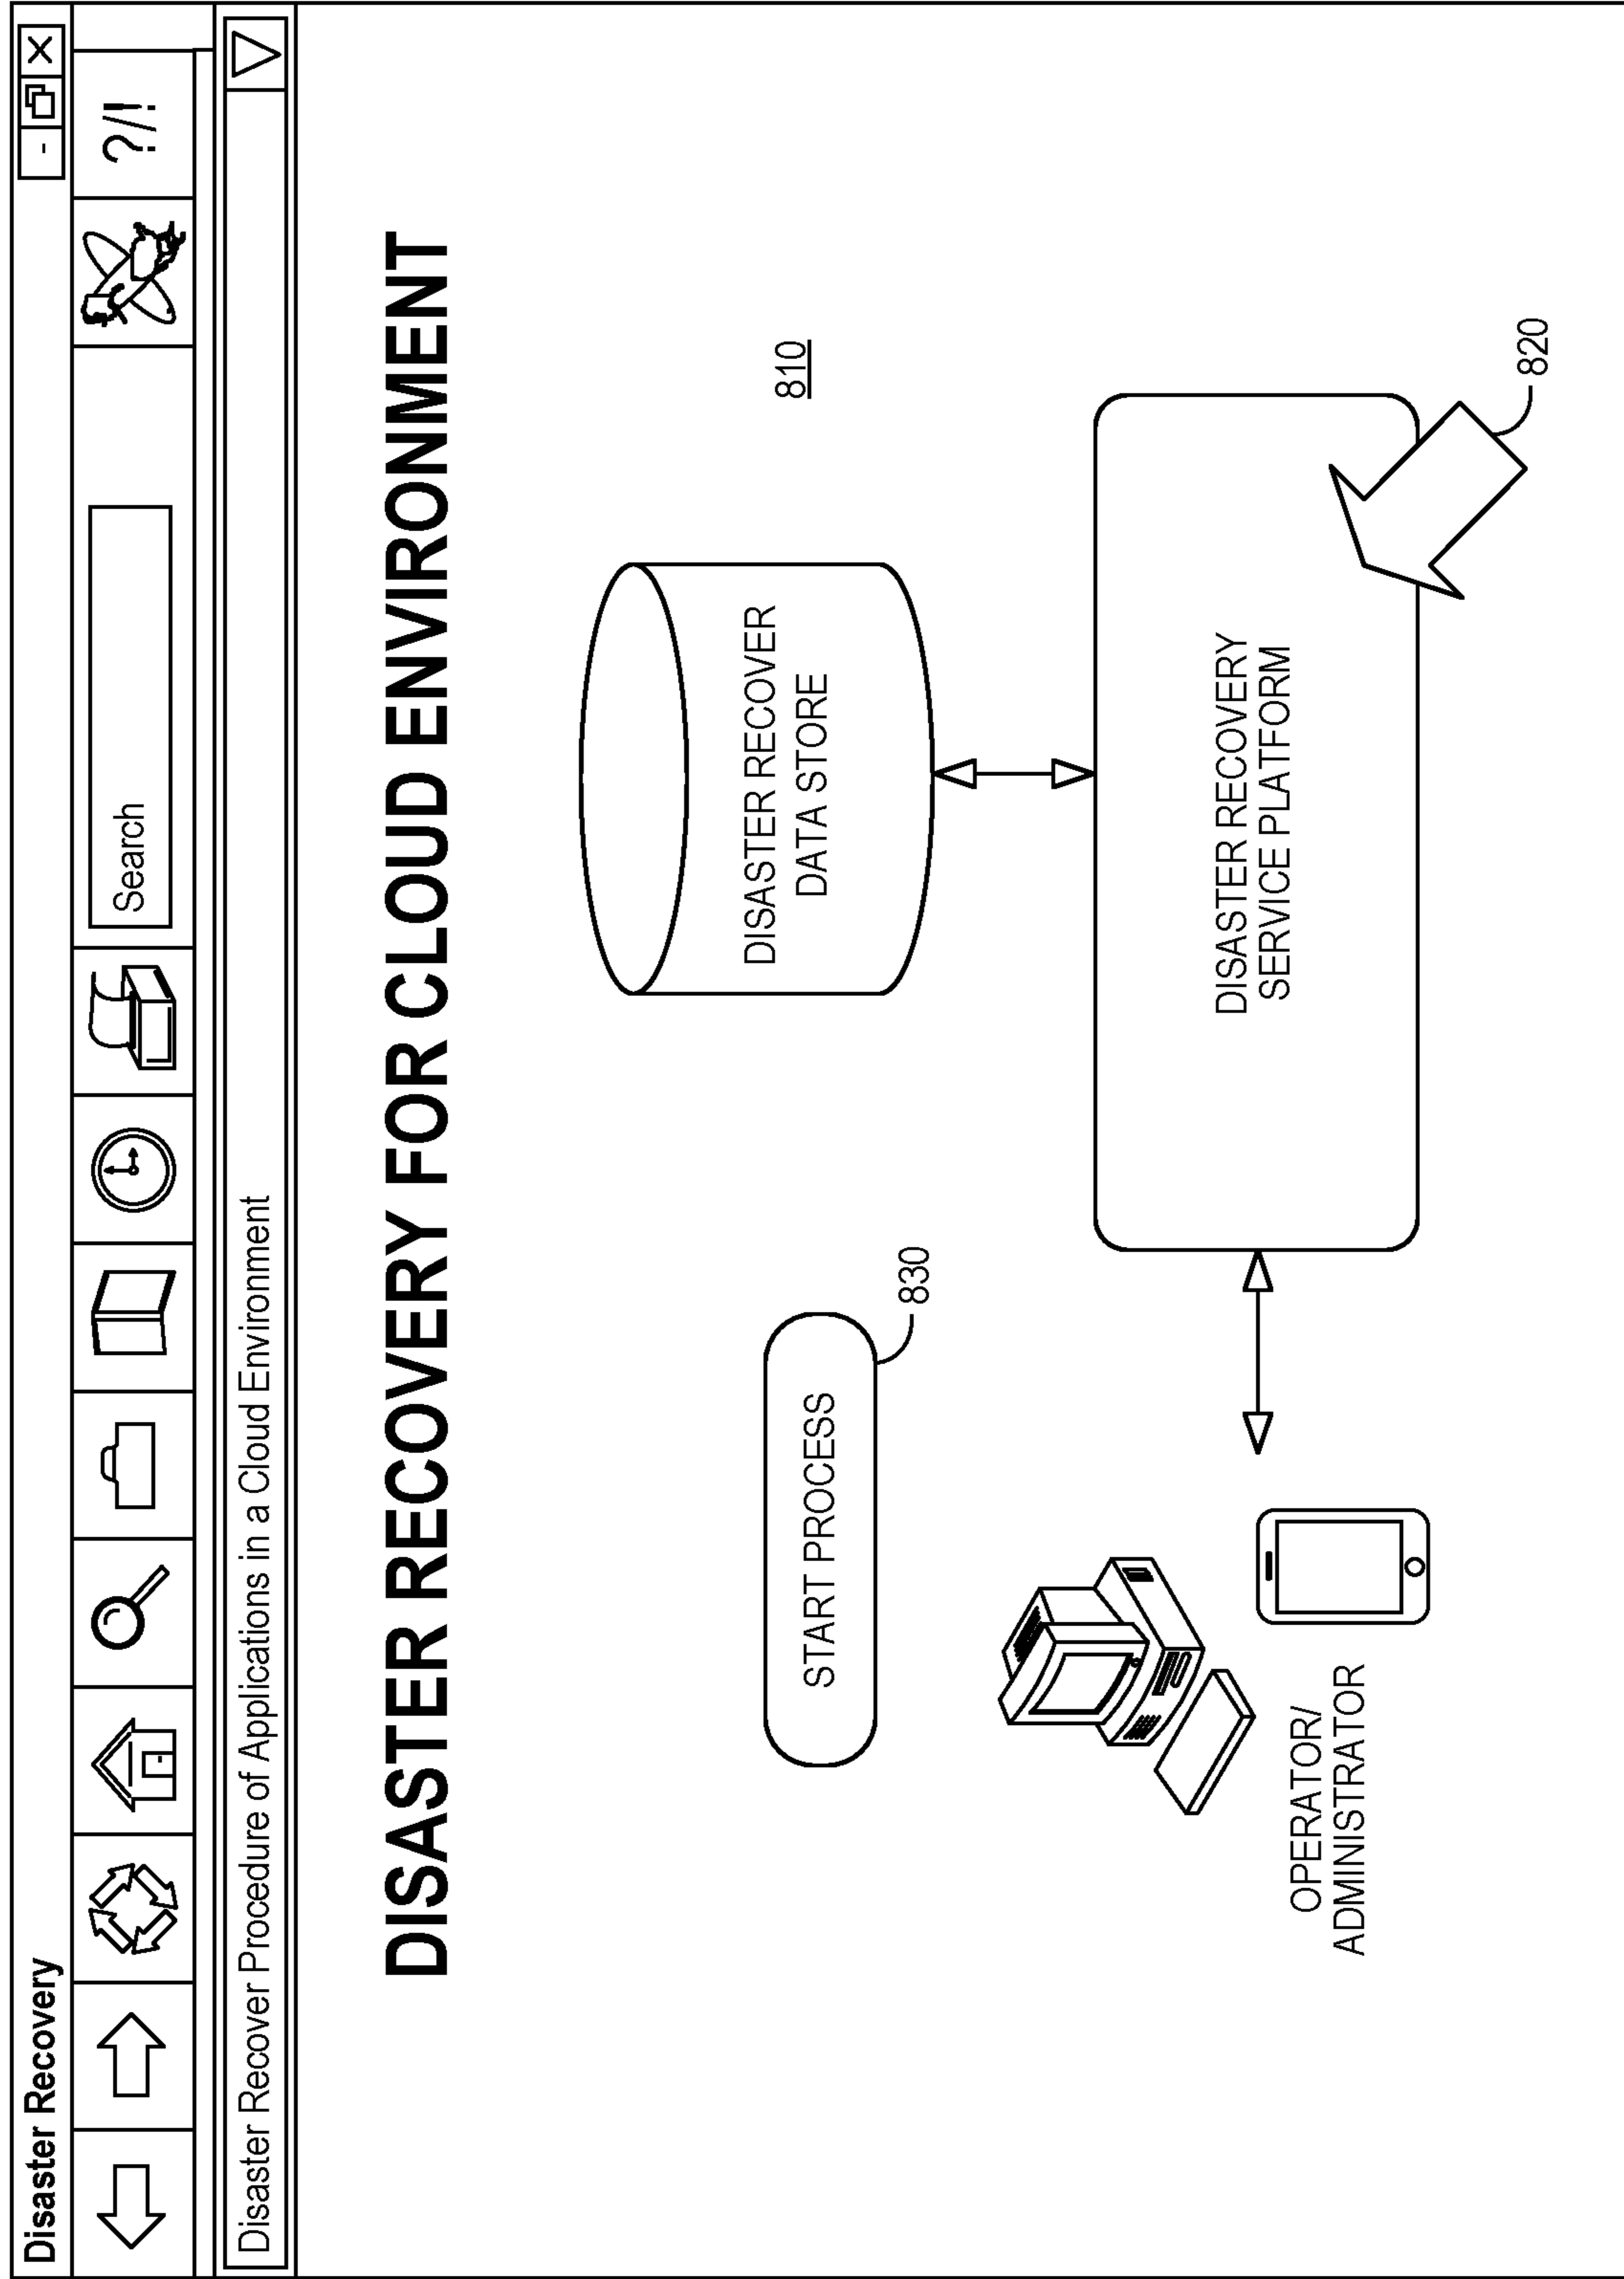 Disaster Recovery
- X
Search
?/!
Disaster Recover Procedure of Applications in a Cloud Environment
DISASTER RECOVERY FOR CLOUD ENVIRONMENT
810
START PROCESS
830
DISASTER RECOVER
DATA STORE
OPERATOR/
ADMINISTRATOR
DISASTER RECOVERY
SERVICE PLATFORM
820